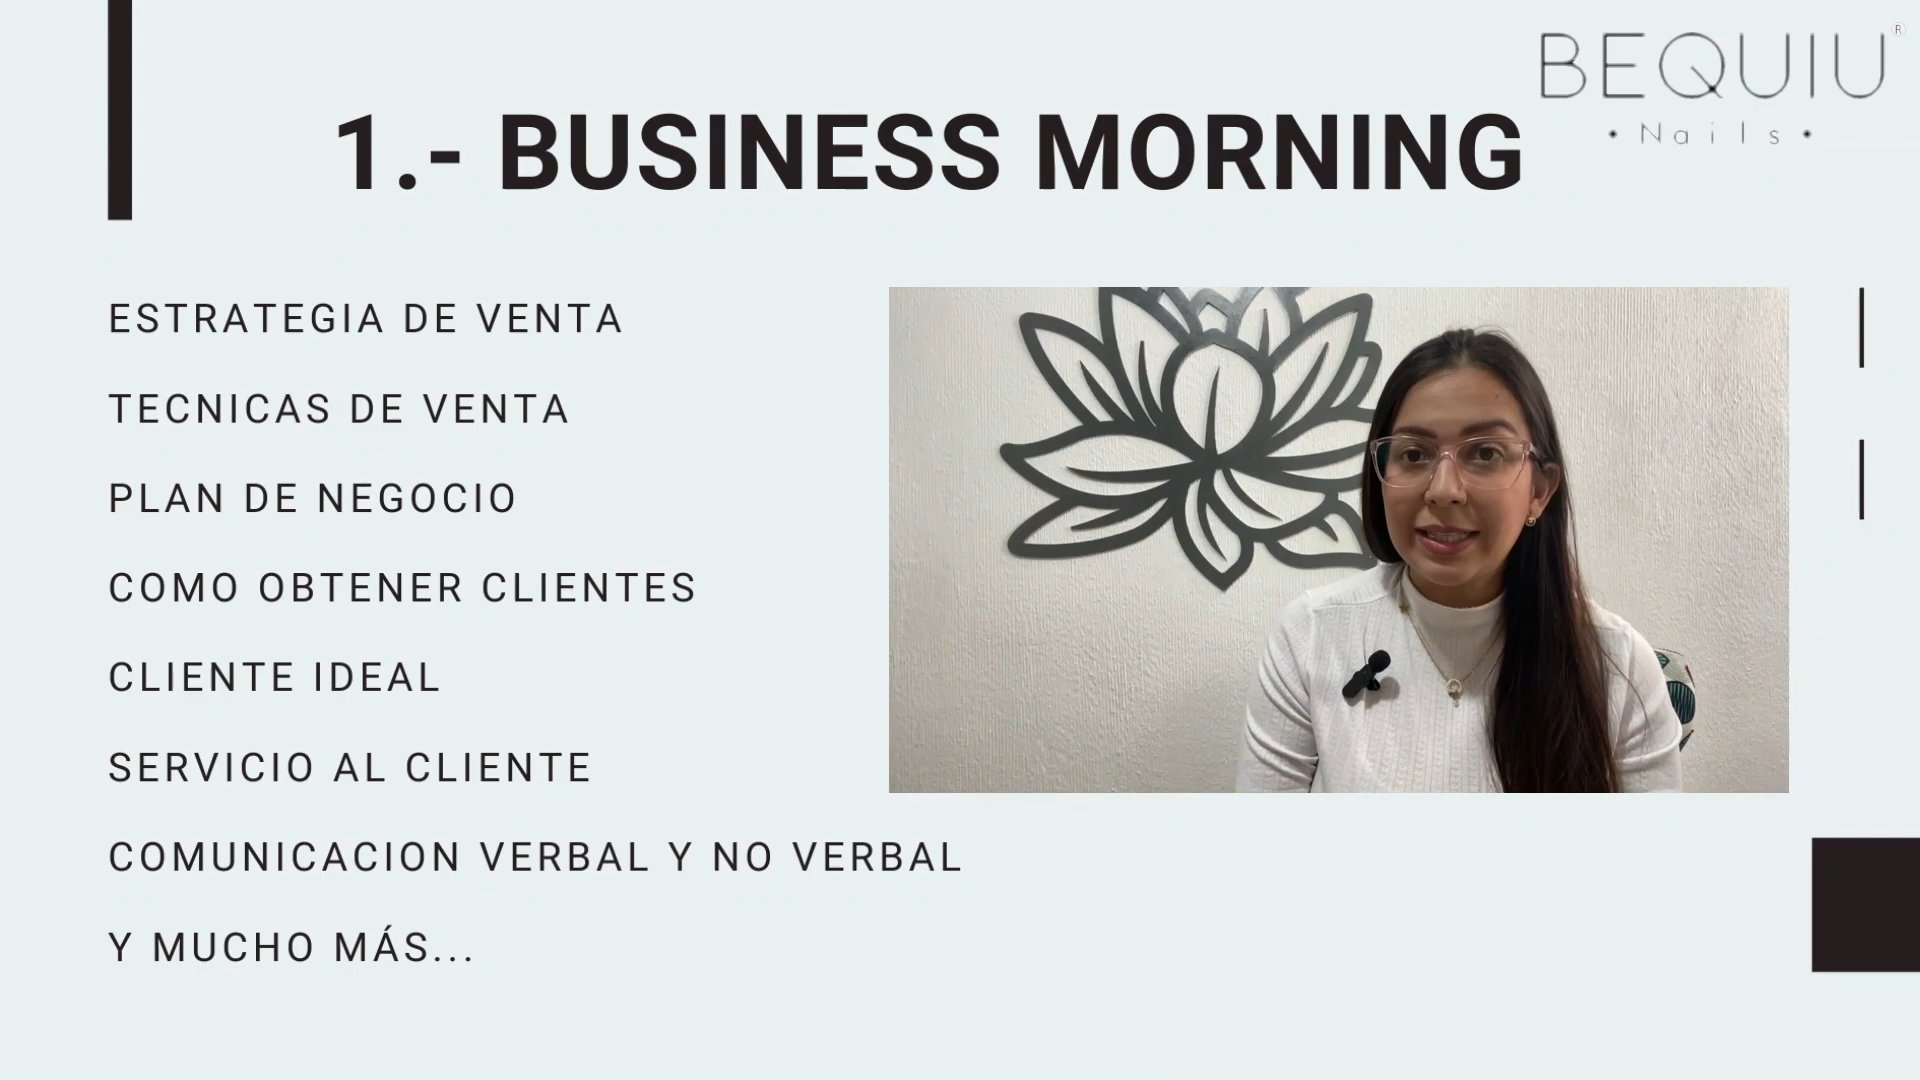 BEQUIU®
• Nails •
1.- BUSINESS MORNING
ESTRATEGIA DE VENTA
TECNICAS DE VENTA
PLAN DE NEGOCIO
COMO OBTENER CLIENTES
CLIENTE IDEAL
SERVICIO AL CLIENTE
COMUNICACION VERBAL Y NO VERBAL
Y MUCHO MÁS...